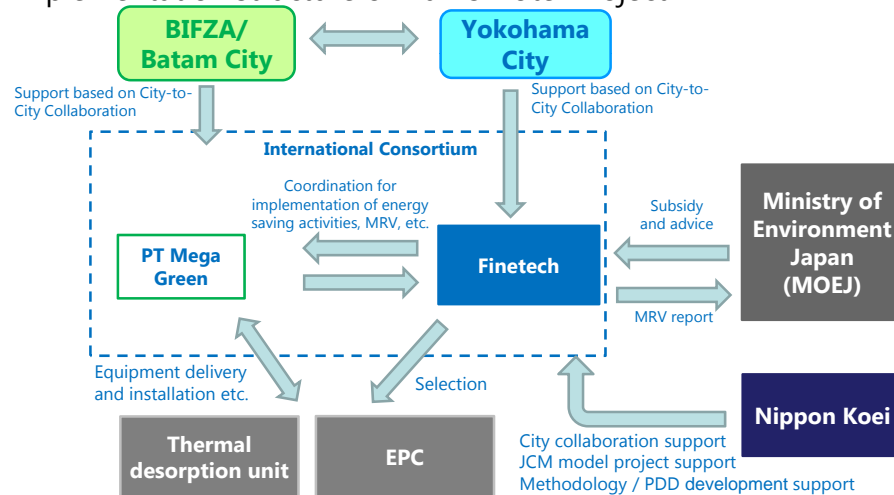 BIFZA/
Batam City
Yokohama
City
Support based on City-to-
City Collaboration
Support based on City-to-
City Collaboration
International Consortium
Coordination for
implementation of energy
saving activities, MRV, etc.
PT Mega
Green
Finetech
Subsidy
and advice
Ministry of
Environment
Japan
(MOEJ)
MRV report
Equipment delivery
and installation etc.
Selection
Thermal
desorption unit
EPC
Nippon Koei
City collaboration support
JCM model project support
Methodology / PDD development support